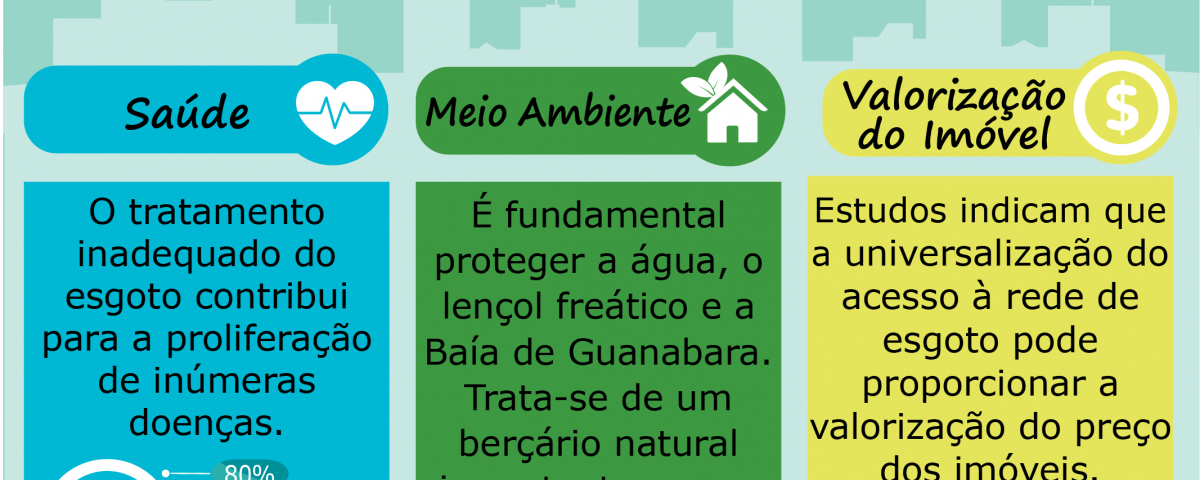 Saúde
O tratamento
inadequado do
esgoto contribui
para a proliferação
de inúmeras
doenças.
80%
Meio Ambiente
É fundamental
proteger a água, o
lençol freático e a
Baía de Guanabara.
Trata-se de um
berçário natural
Valorização
do Imóvel
$
Estudos indicam que
a universalização do
acesso à rede de
esgoto pode
proporcionar a
valorização do preço
dos imóveis.